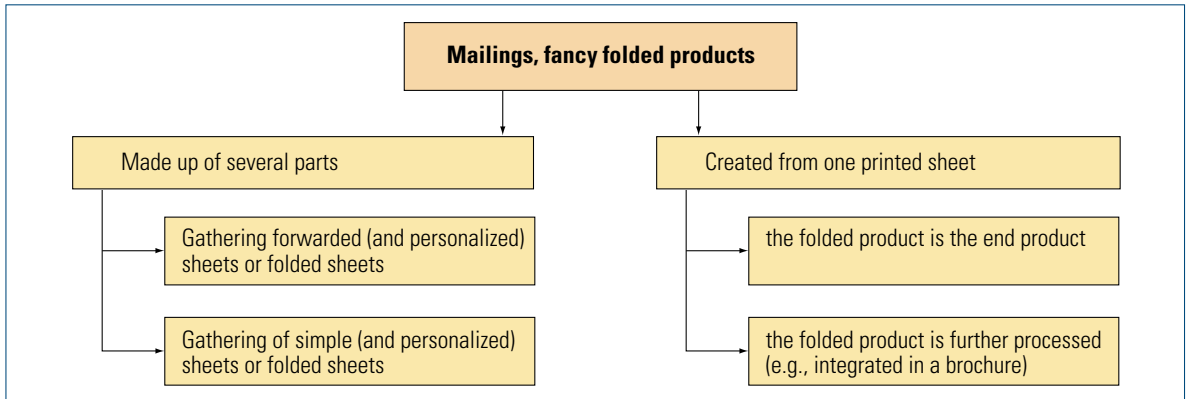 Mailings, fancy folded products
Made up of several parts
Gathering forwarded (and personalized)
sheets or folded sheets
Gathering of simple (and personalized)
sheets or folded sheets
Created from one printed sheet
the folded product is the end product
the folded product is further processed
(e.g., integrated in a brochure)